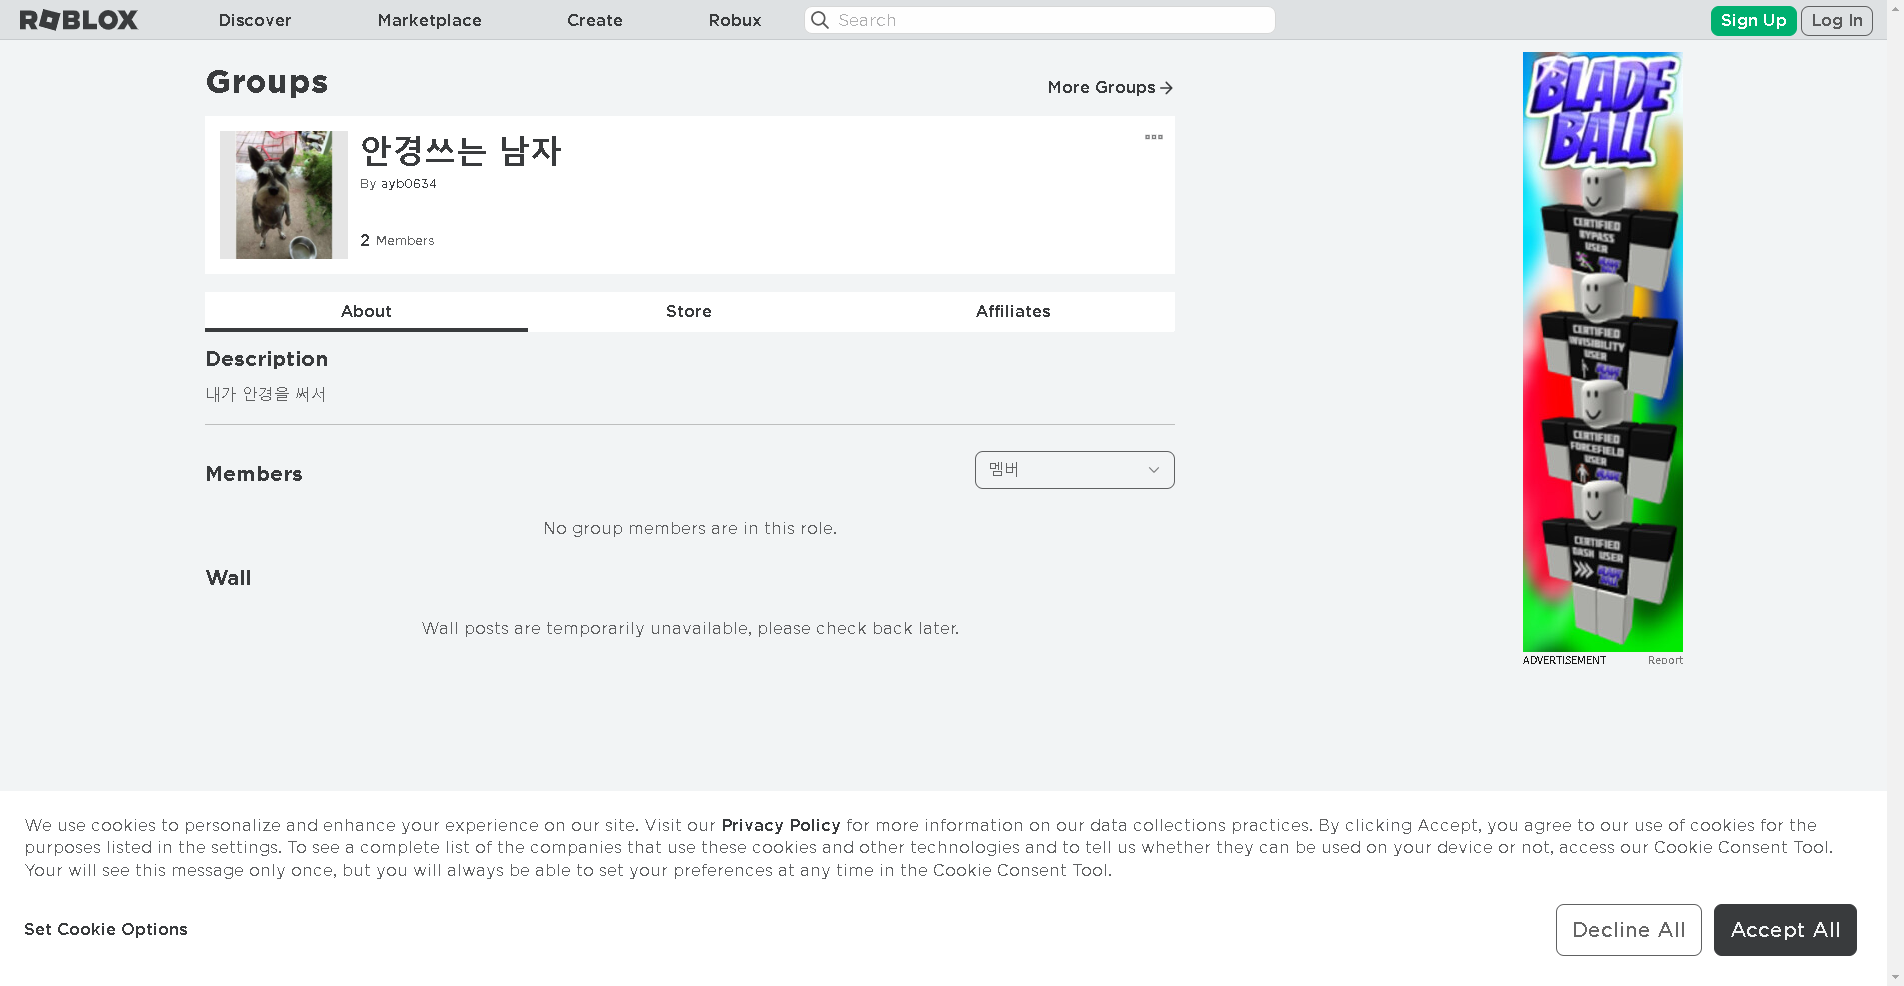 ROBLOX
Discover
Marketplace
Create
Robux
Search
Sign Up
Log In
Groups
More Groups
안경쓰는 남자
By ayb0634
2 Members
About
Store
Affiliates
Description
내가 안경을 써서
Members
멤버
No group members are in this role.
Wall
Wall posts are temporarily unavailable, please check back later.
BLADE
BALL
CERTIFIED
BYPASS
USER
BLADE
BALL
CERTIFIED
INVISIBILITY
USER
BLADE
BALL
CERTIFIED
FORCEFIELD
USER
BLADE
BALL
CERTIFIED
DASH USER
BLADE
BALL
ADVERTISEMENT
Report
We use cookies to personalize and enhance your experience on our site. Visit our Privacy Policy for more information on our data collections practices. By clicking Accept, you agree to our use of cookies for the
purposes listed in the settings. To see a complete list of the companies that use these cookies and other technologies and to tell us whether they can be used on your device or not, access our Cookie Consent Tool.
Your will see this message only once, but you will always be able to set your preferences at any time in the Cookie Consent Tool.
Set Cookie Options
Decline All
Accept All